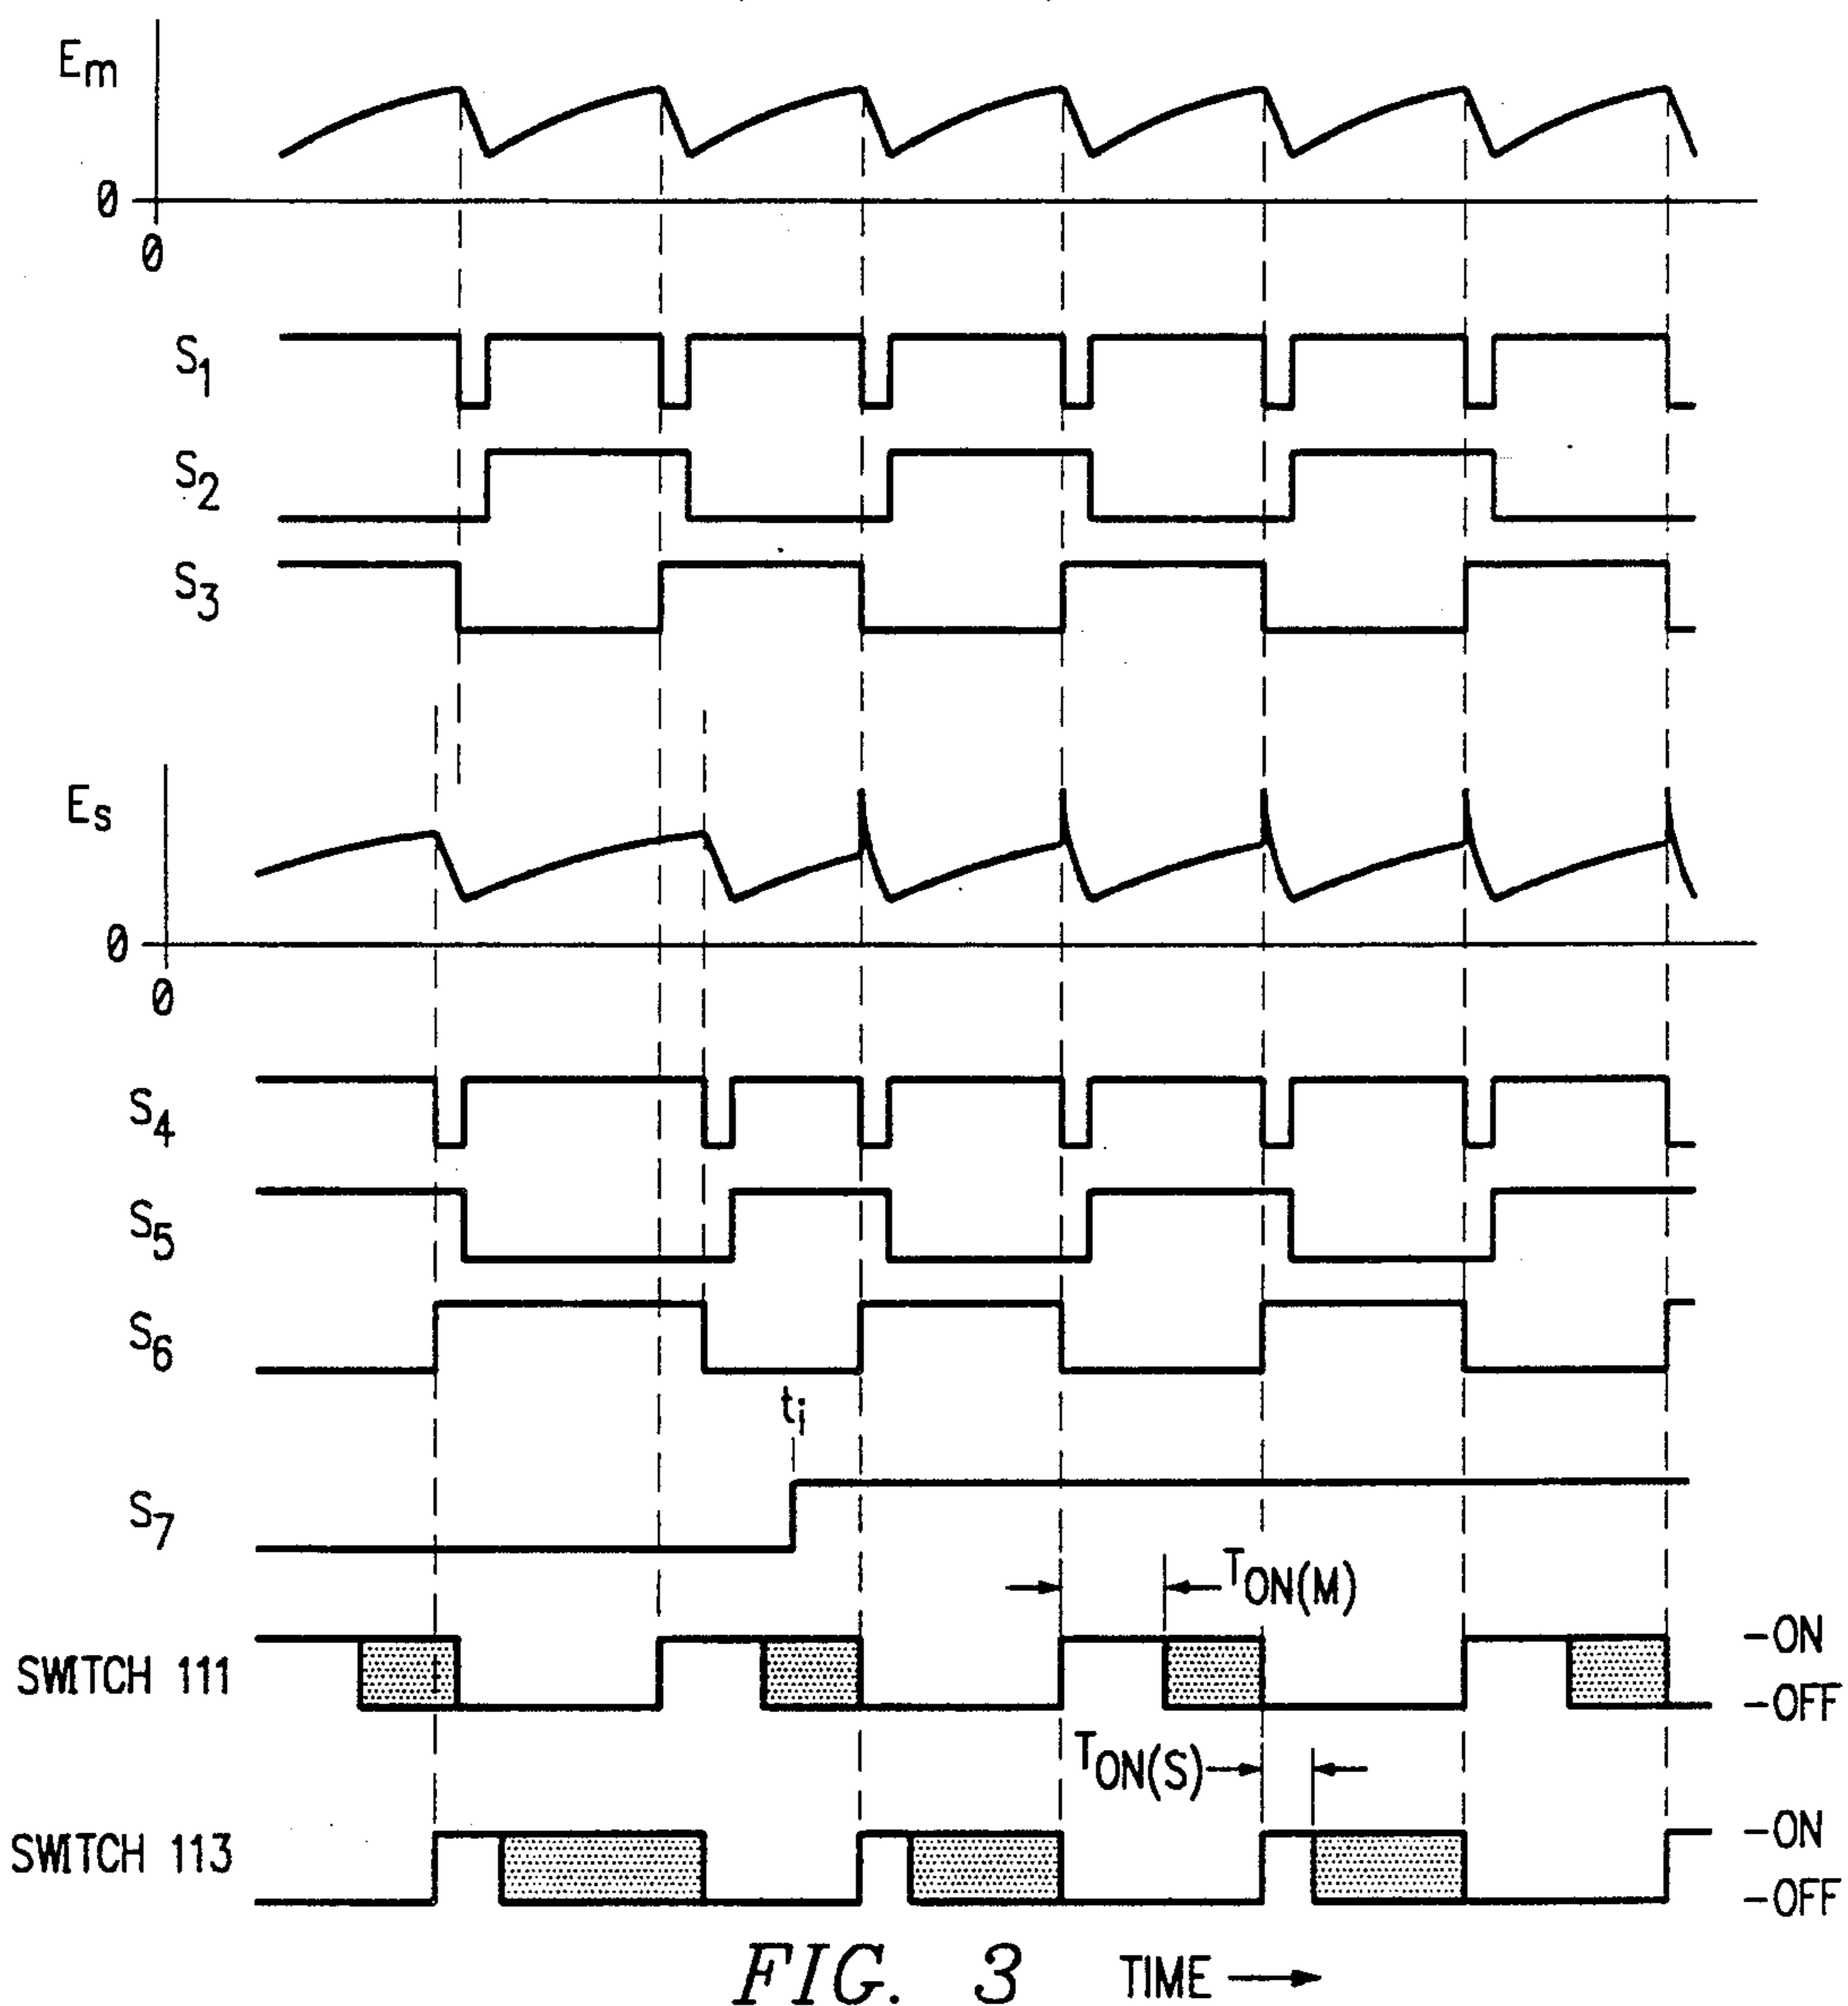 Em
0
0
S1
S2
S3
Es
0
0
S4
S5
S6
ti
S7
TON(M)
SWITCH 111
-ON
-OFF
TON(S)
SWITCH 113
-ON
-OFF
FIG. 3 TIME